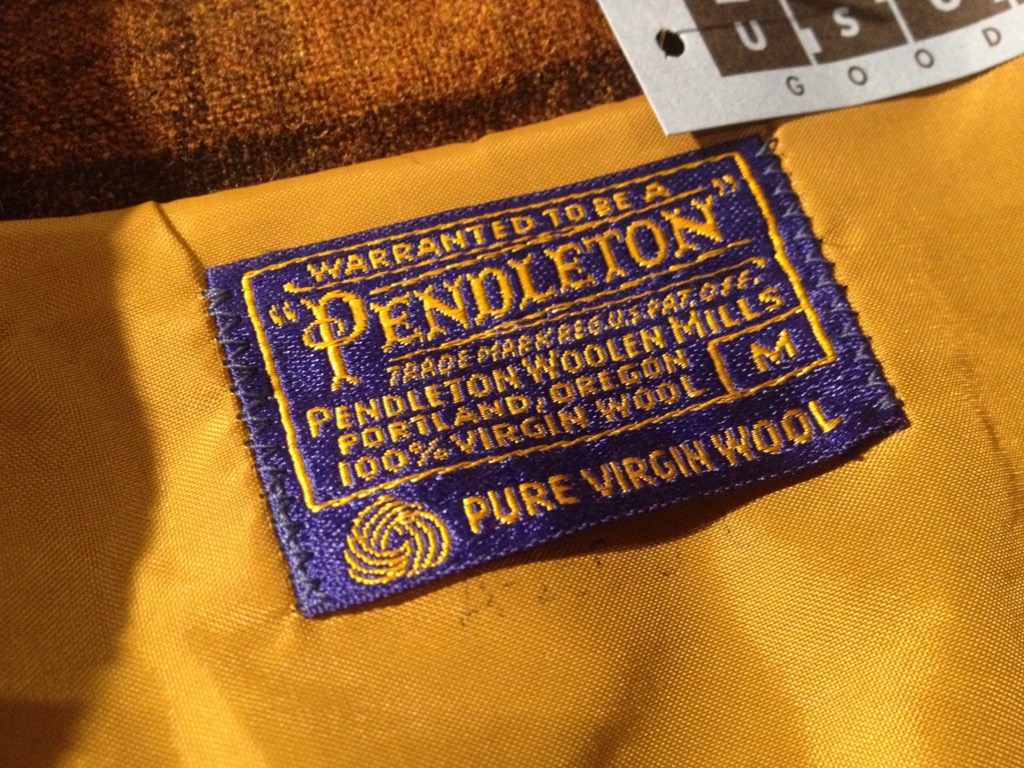 U S
GOOD
WARRANTED TO BE A
"PENDLETON"
TRADE MARK REG. U.S. PAT. OFF.
PENDLETON WOOLEN MILLS
PORTLAND, OREGON
100% VIRGIN WOOL
M
PURE VIRGIN WOOL